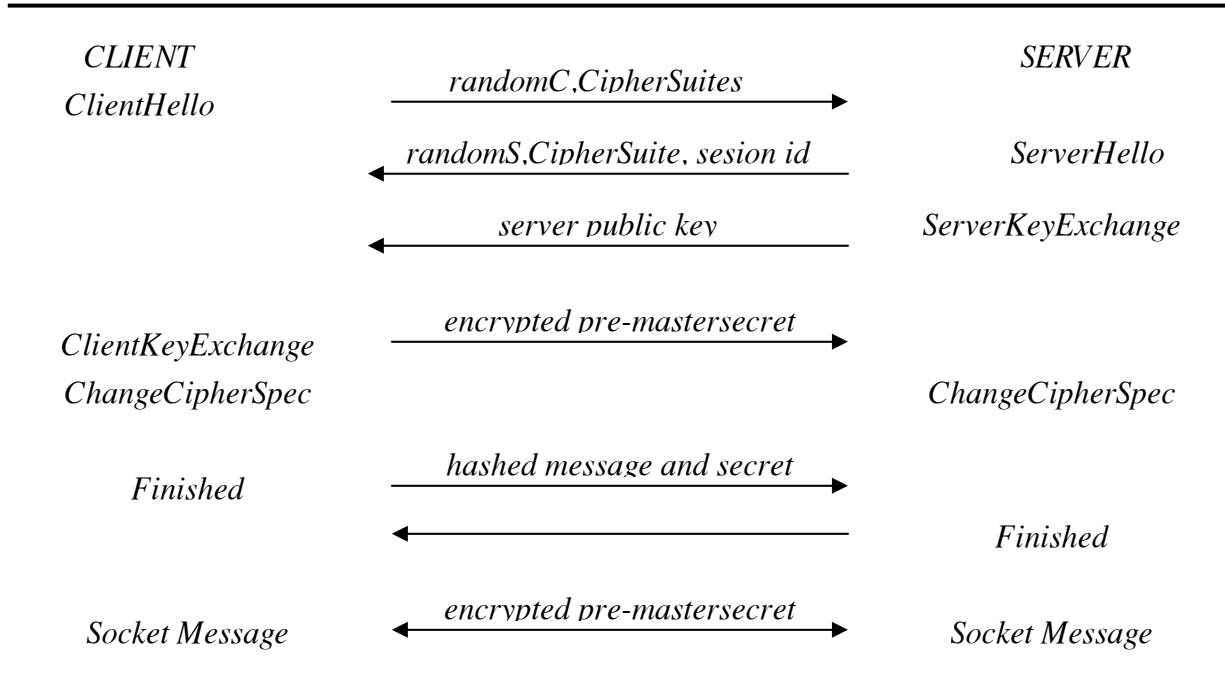 CLIENT SERVER
randomC,CipherSuites
ClientHello
randomS,CipherSuite, sesion id ServerHello
server public key ServerKeyExchange
encrypted pre-mastersecret
ClientKeyExchange
ChangeCipherSpec ChangeCipherSpec
hashed message and secret
Finished
Finished
encrypted pre-mastersecret
Socket Message Socket Message